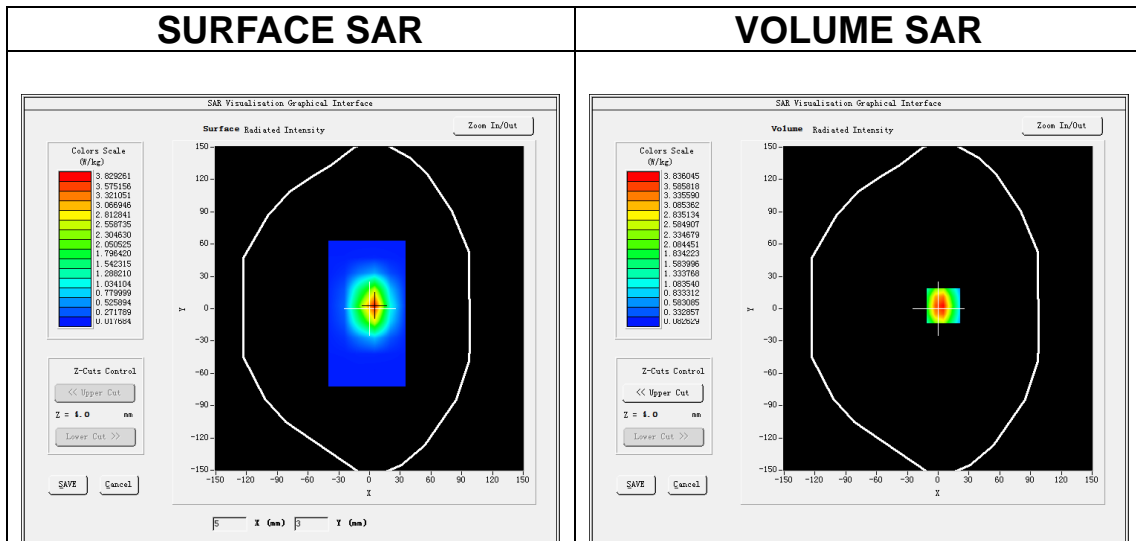 SURFACE SAR
VOLUME SAR
SAR Visualisation Graphical Interface
Surface Radiated Intensity
Zoom In/Out
Colors Scale
(W/kg)
3.829261
3.575156
3.321051
3.066946
2.812841
2.558735
2.304630
2.050525
1.796420
1.542315
1.288210
1.034104
0.779999
0.525894
0.271789
0.017684
150
120
90
60
30
0
-30
-60
-90
-120
-150
Y
-150 -120 -90 -60 -30 0 30 60 90 120 150
X
Z-Cuts Control
<< Upper Cut
Z = 4.0 mm
Lower Cut >>
SAVE Cancel
5 X (mm) 3 Y (mm)
SAR Visualisation Graphical Interface
Volume Radiated Intensity
Zoom In/Out
Colors Scale
(W/kg)
3.836045
3.585818
3.335590
3.085362
2.835134
2.584907
2.334679
2.084451
1.834223
1.583996
1.333768
1.083540
0.833312
0.583085
0.332857
0.082629
150
120
90
60
30
0
-30
-60
-90
-120
-150
Y
-150 -120 -90 -60 -30 0 30 60 90 120 150
X
Z-Cuts Control
<< Upper Cut
Z = 4.0 mm
Lower Cut >>
SAVE Cancel